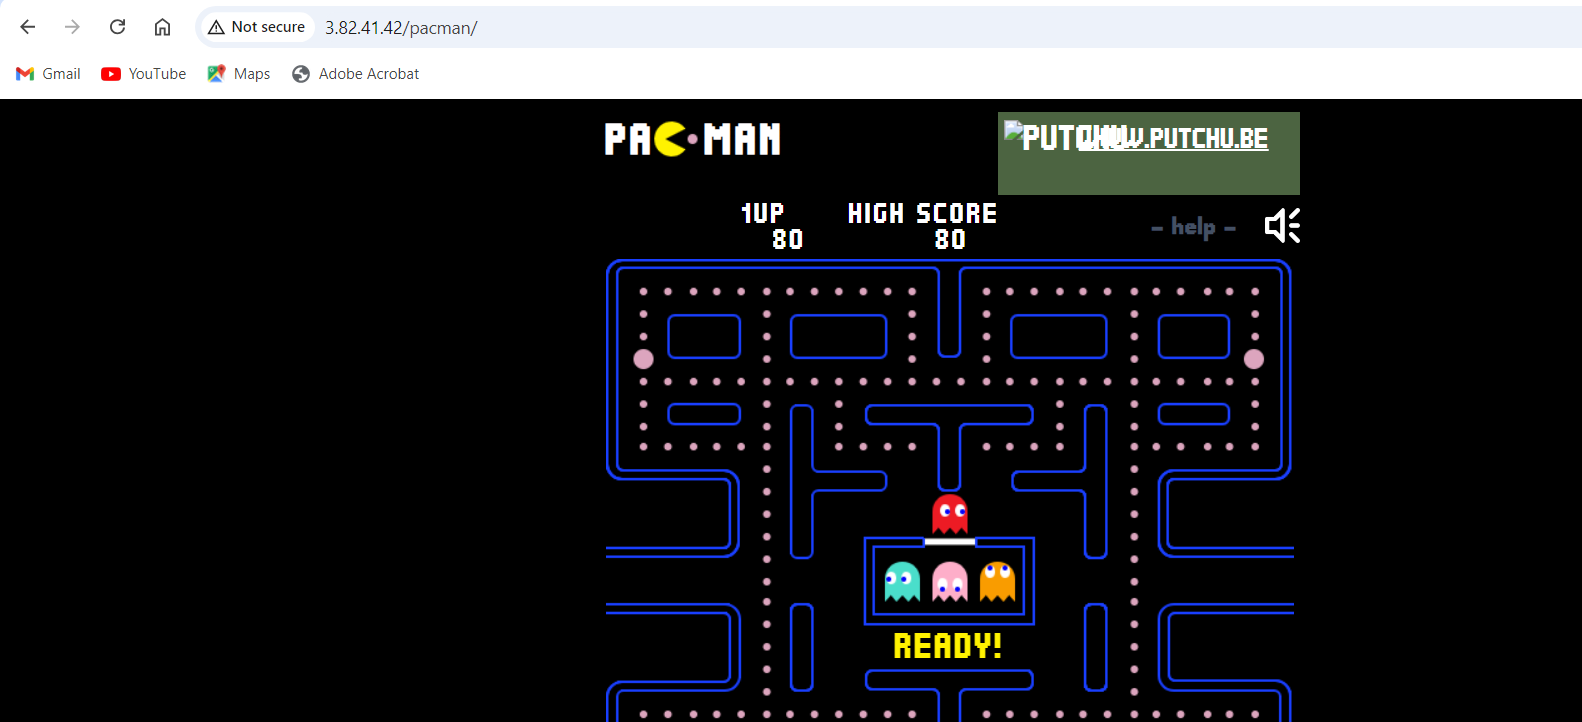 Not secure 3.82.41.42/pacman/
Gmail YouTube Maps Adobe Acrobat
PAC-MAN
PUTCHU
WWW.PUTCHU.BE
1UP HIGH SCORE
80 80
- help -
READY!